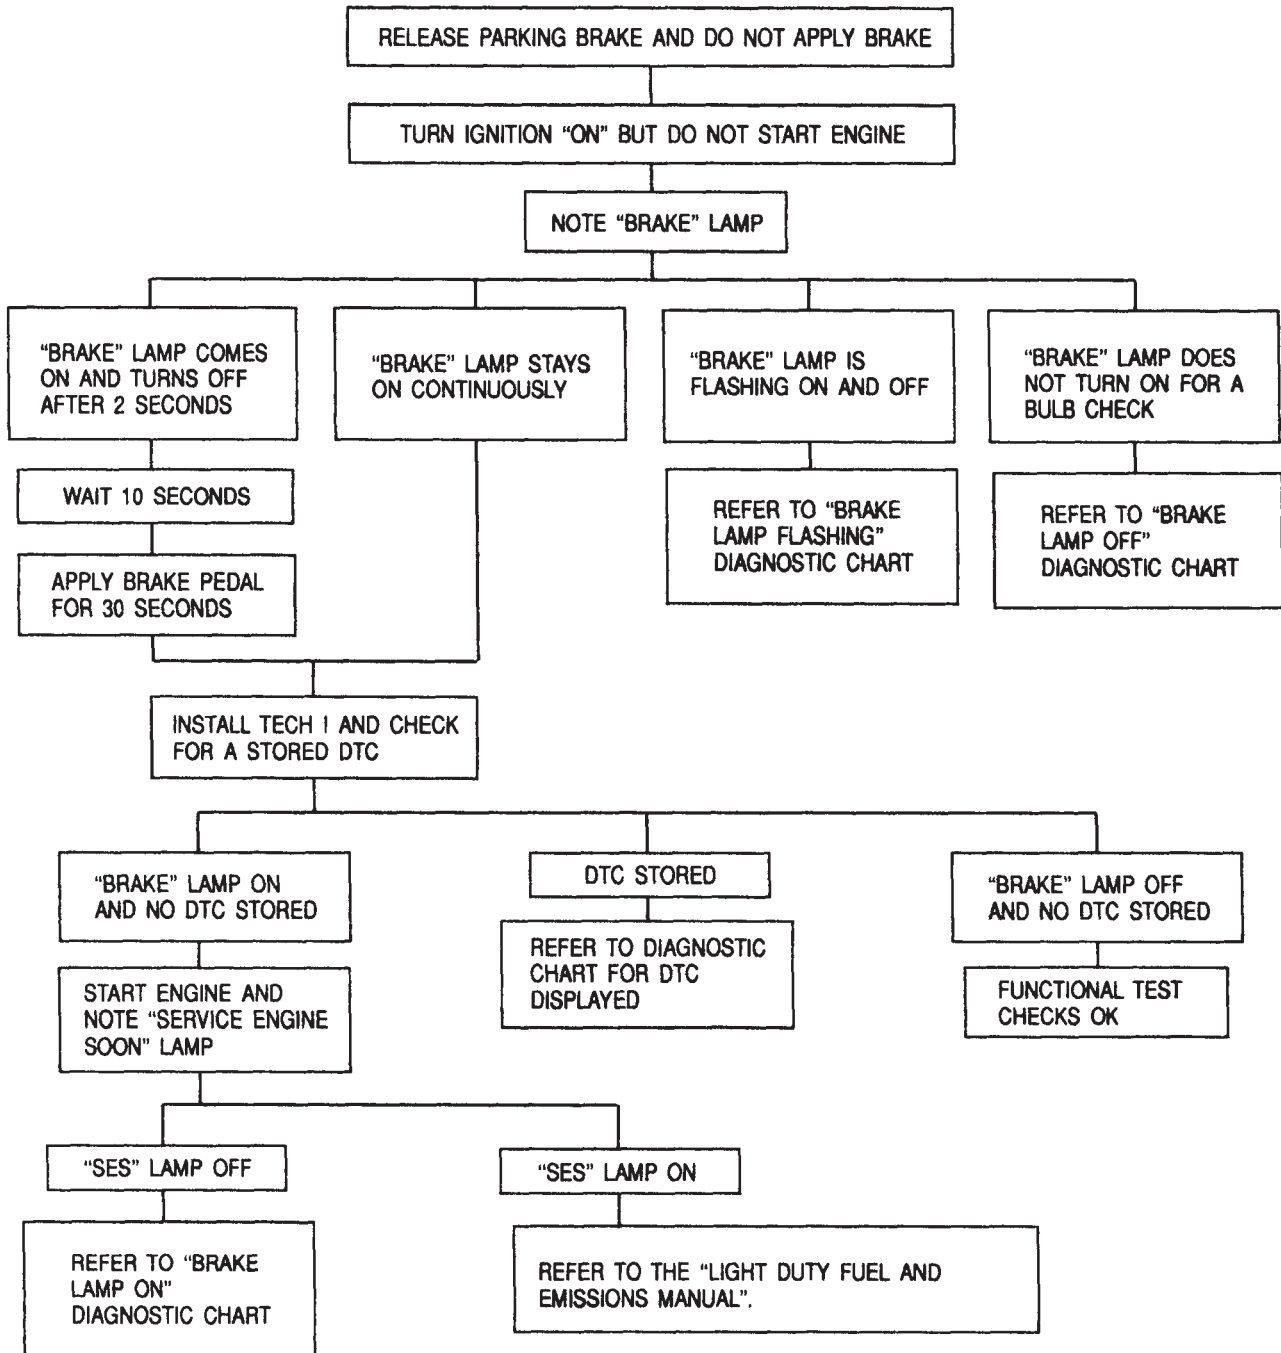 RELEASE PARKING BRAKE AND DO NOT APPLY BRAKE
TURN IGNITION “ON” BUT DO NOT START ENGINE
NOTE “BRAKE” LAMP
“BRAKE” LAMP COMES
ON AND TURNS OFF
AFTER 2 SECONDS
“BRAKE” LAMP STAYS
ON CONTINUOUSLY
“BRAKE” LAMP IS
FLASHING ON AND OFF
“BRAKE” LAMP DOES
NOT TURN ON FOR A
BULB CHECK
WAIT 10 SECONDS
REFER TO “BRAKE
LAMP FLASHING”
DIAGNOSTIC CHART
REFER TO “BRAKE
LAMP OFF”
DIAGNOSTIC CHART
APPLY BRAKE PEDAL
FOR 30 SECONDS
INSTALL TECH I AND CHECK
FOR A STORED DTC
“BRAKE” LAMP ON
AND NO DTC STORED
DTC STORED
“BRAKE” LAMP OFF
AND NO DTC STORED
START ENGINE AND
NOTE “SERVICE ENGINE
SOON” LAMP
REFER TO DIAGNOSTIC
CHART FOR DTC
DISPLAYED
FUNCTIONAL TEST
CHECKS OK
“SES” LAMP OFF
“SES” LAMP ON
REFER TO “BRAKE
LAMP ON”
DIAGNOSTIC CHART
REFER TO THE “LIGHT DUTY FUEL AND
EMISSIONS MANUAL”.